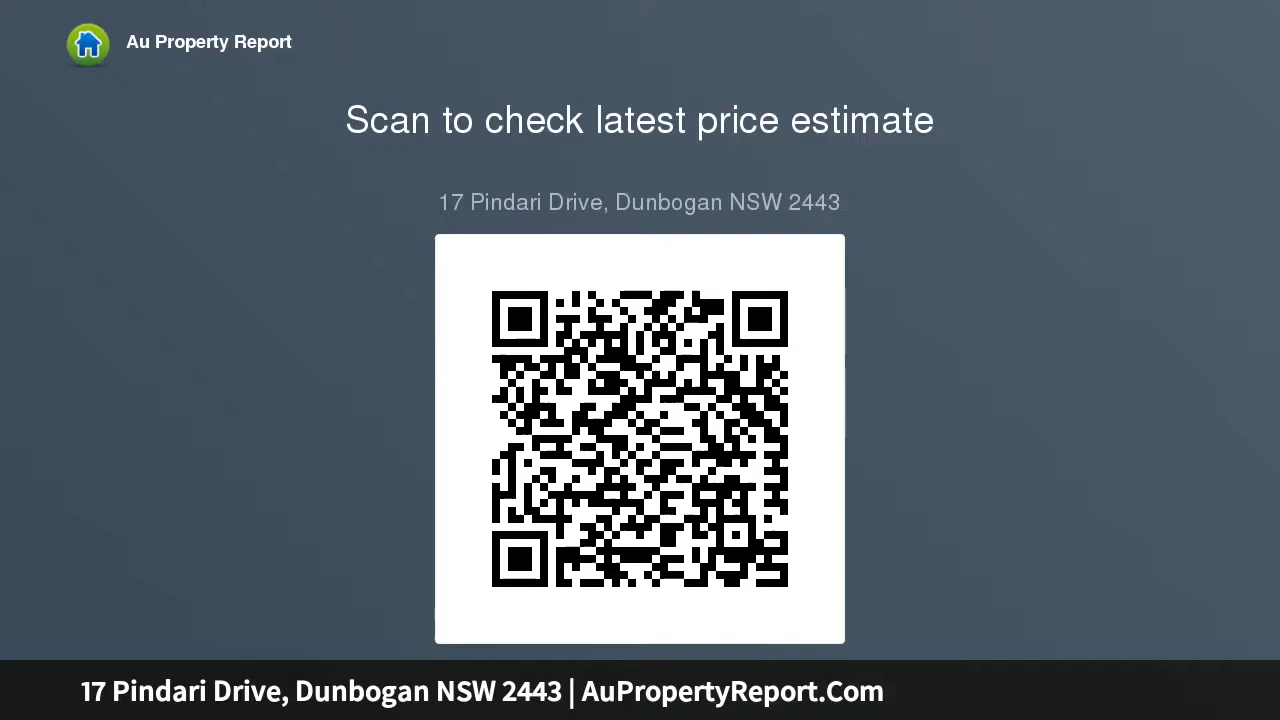 Au Property Report
Scan to check latest price estimate
17 Pindari Drive, Dunbogan NSW 2443
17 Pindari Drive, Dunbogan NSW 2443 | AuPropertyReport.Com